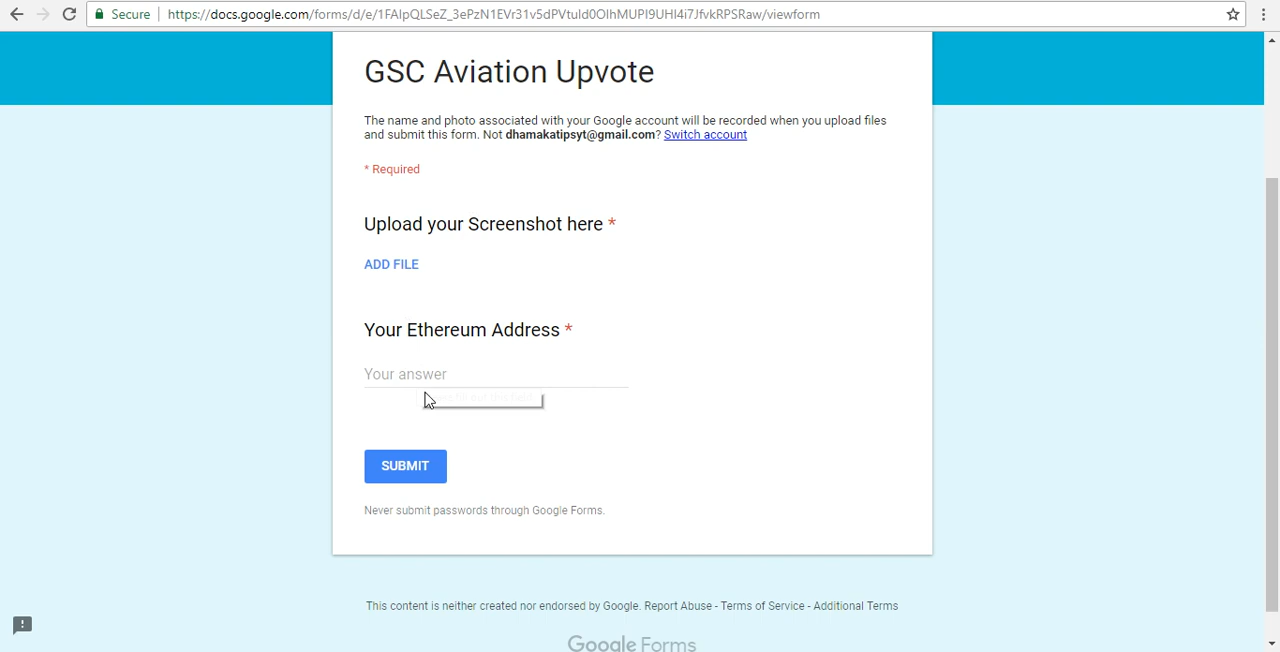 Secure https://docs.google.com/forms/d/e/1FAIpQLSeZ_3ePzN1EVr31v5dPVtuld0OIhMUPI9UHI4i7JfvkRPSRaw/viewform
GSC Aviation Upvote
The name and photo associated with your Google account will be recorded when you upload files
and submit this form. Not dhamakatipsyt@gmail.com? Switch account
* Required
Upload your Screenshot here *
ADD FILE
Your Ethereum Address *
Your answer
SUBMIT
Never submit passwords through Google Forms.
This content is neither created nor endorsed by Google. Report Abuse - Terms of Service - Additional Terms
Google Forms